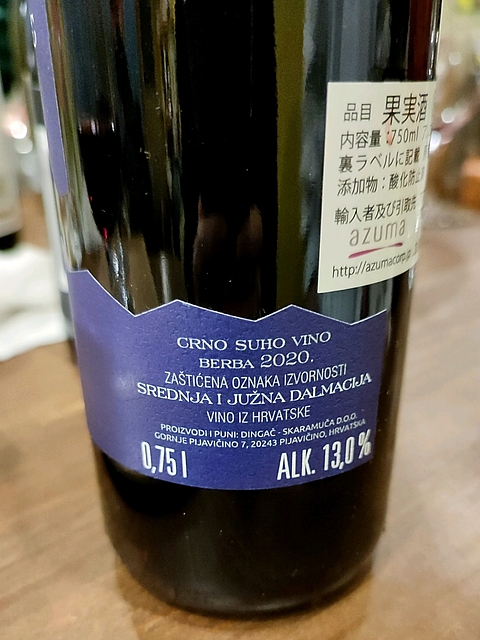 品目 果実酒
内容量:750ml
裏ラベルに記載
添加物:酸化防止
輸入者及び引取先
azuma
http://azumacorp.jp
CRNO SUHO VINO
BERBA 2020.
ZAŠTIĆENA OZNAKA IZVORNOSTI
SREDNJA I JUŽNA DALMACIJA
VINO IZ HRVATSKE
PROIZVODI I PUNI: DINGAČ - SKARAMUČA D.O.O.
GORNJE PIJAVIČINO 7, 20243 PIJAVIČINO, HRVATSKA
0,75 l ALK. 13,0 %